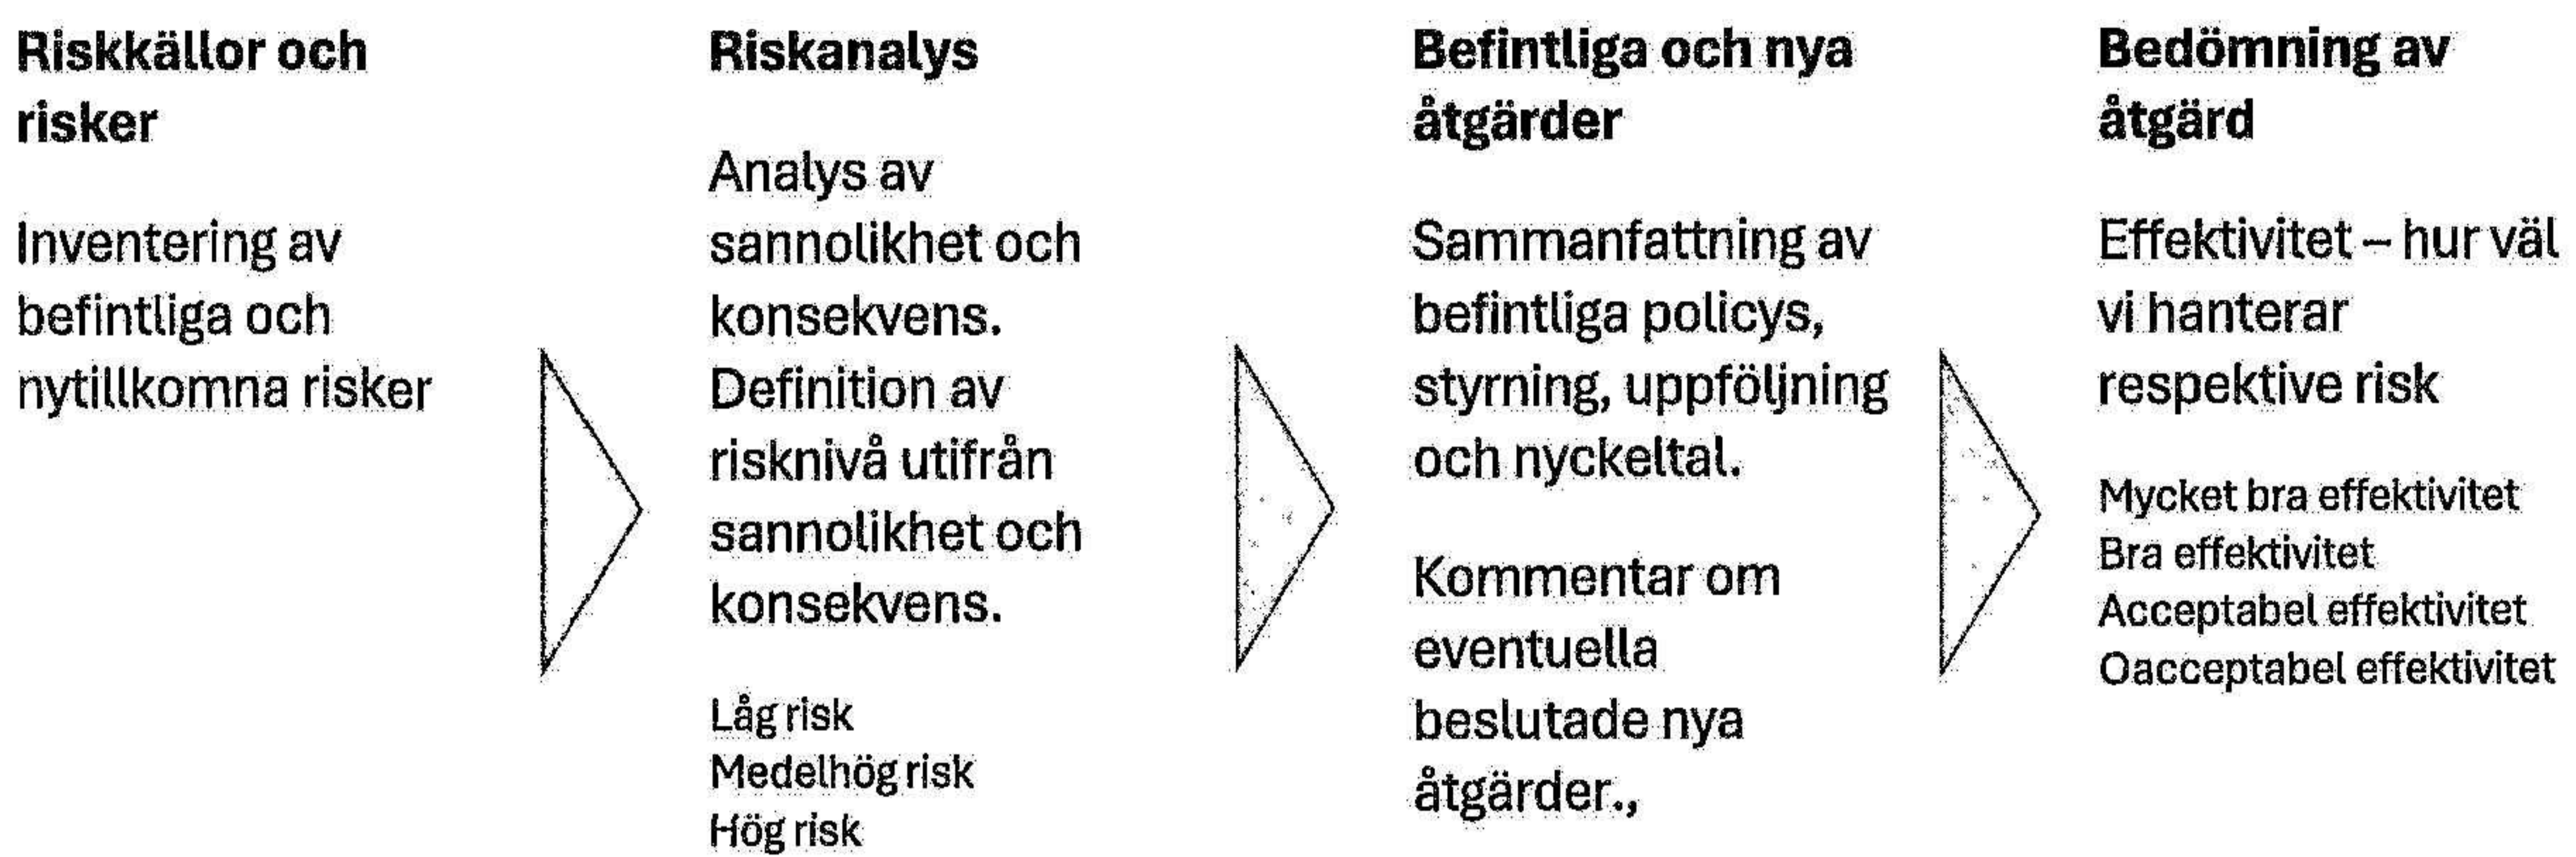 Riskkällor och
risker
Inventering av
befintliga och
nytillkomna risker
Riskanalys
Analys av
sannolikhet och
konsekvens.
Definition av
risknivå utifrån
sannolikhet och
konsekvens.
Låg risk
Medelhög risk
Hög risk
Befintliga och nya
åtgärder
Sammanfattning av
befintliga policys,
styrning, uppföljning
och nyckeltal.
Kommentar om
eventuella
beslutade nya
åtgärder.,
Bedömning av
åtgärd
Effektivitet – hur väl
vi hanterar
respektive risk
Mycket bra effektivitet
Bra effektivitet
Acceptabel effektivitet
Oacceptabel effektivitet